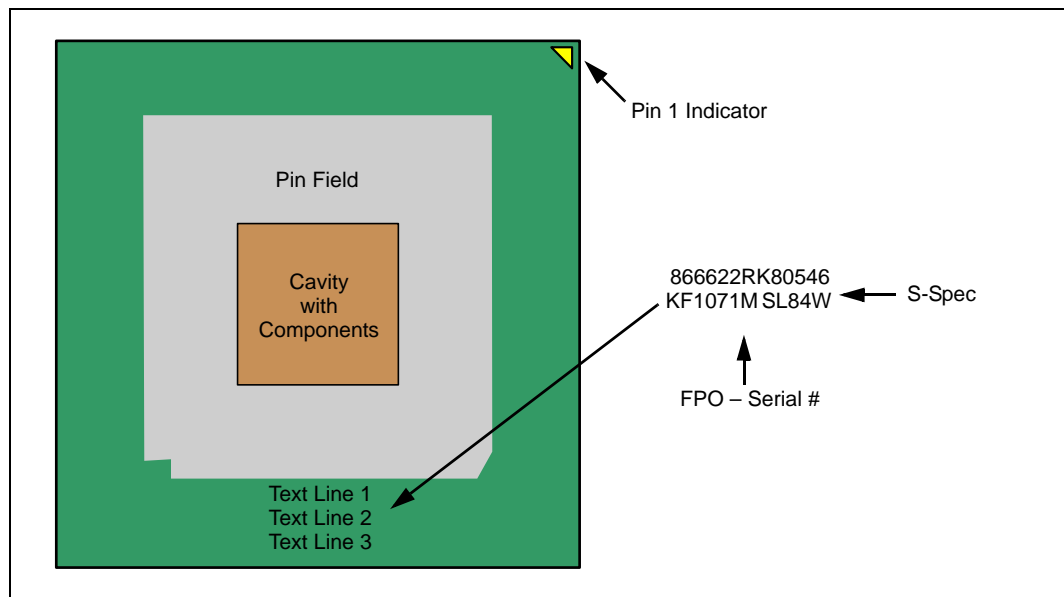 Pin 1 Indicator
Pin Field
Cavity
with
Components
866622RK80546
KF1071M SL84W
S-Spec
FPO – Serial #
Text Line 1
Text Line 2
Text Line 3